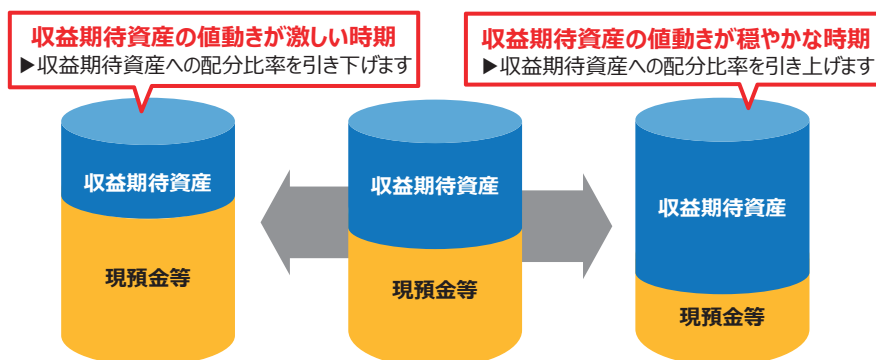 収益期待資産の値動きが激しい時期
▶収益期待資産への配分比率を引き下げます
収益期待資産の値動きが穏やかな時期
▶収益期待資産への配分比率を引き上げます
収益期待資産
現預金等
収益期待資産
現預金等
収益期待資産
現預金等